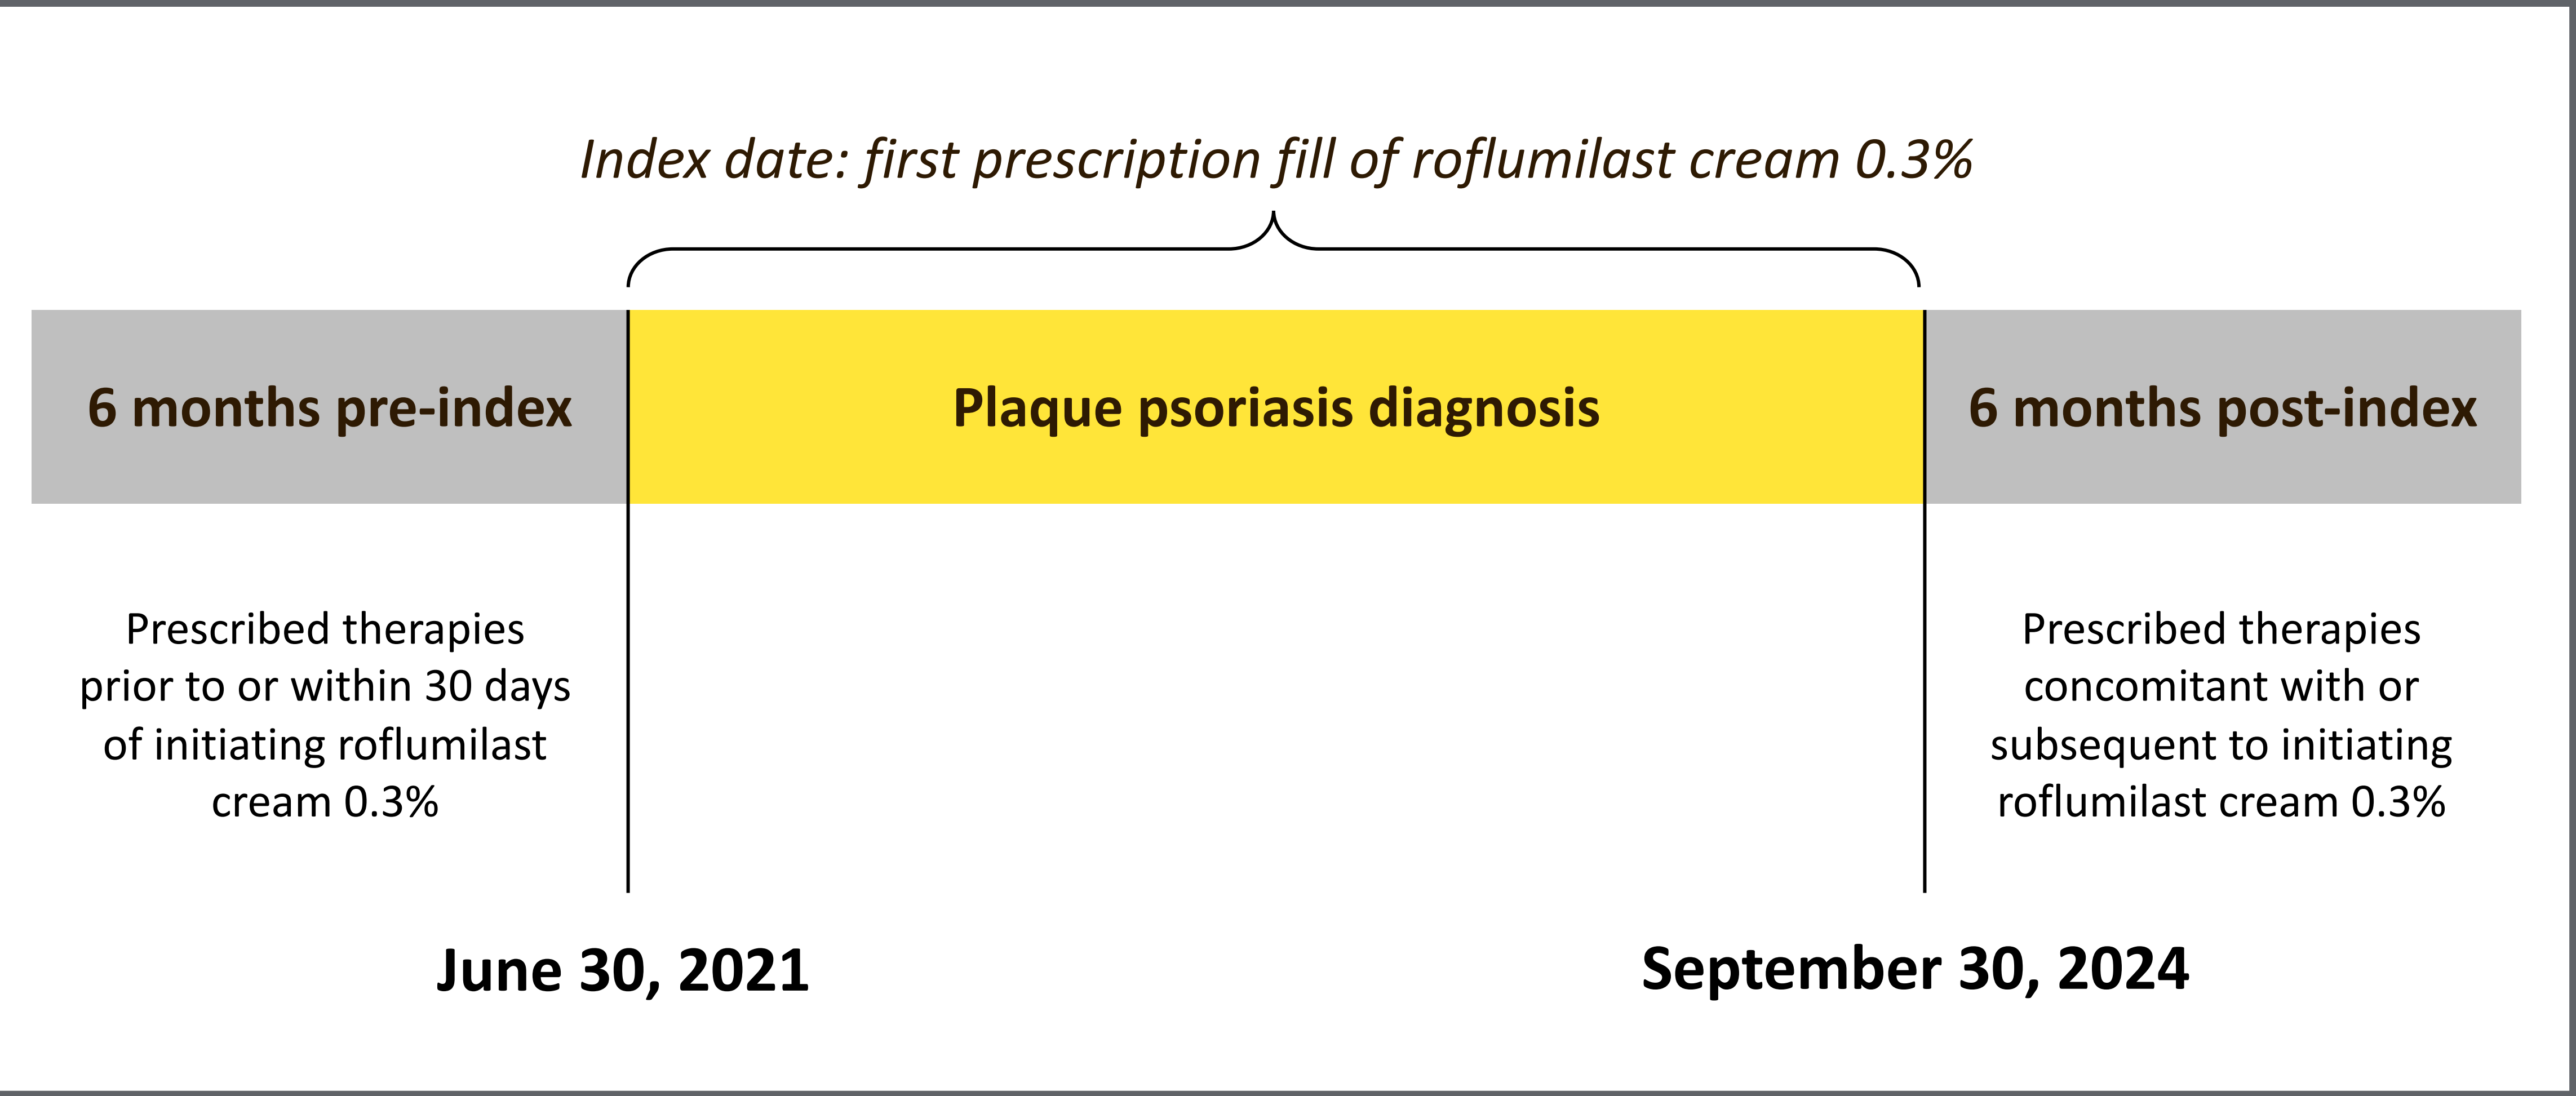 Index date: first prescription fill of roflumilast cream 0.3%
6 months pre-index
Plaque psoriasis diagnosis
6 months post-index
Prescribed therapies
prior to or within 30 days
of initiating roflumilast
cream 0.3%
Prescribed therapies
concomitant with or
subsequent to initiating
roflumilast cream 0.3%
June 30, 2021
September 30, 2024